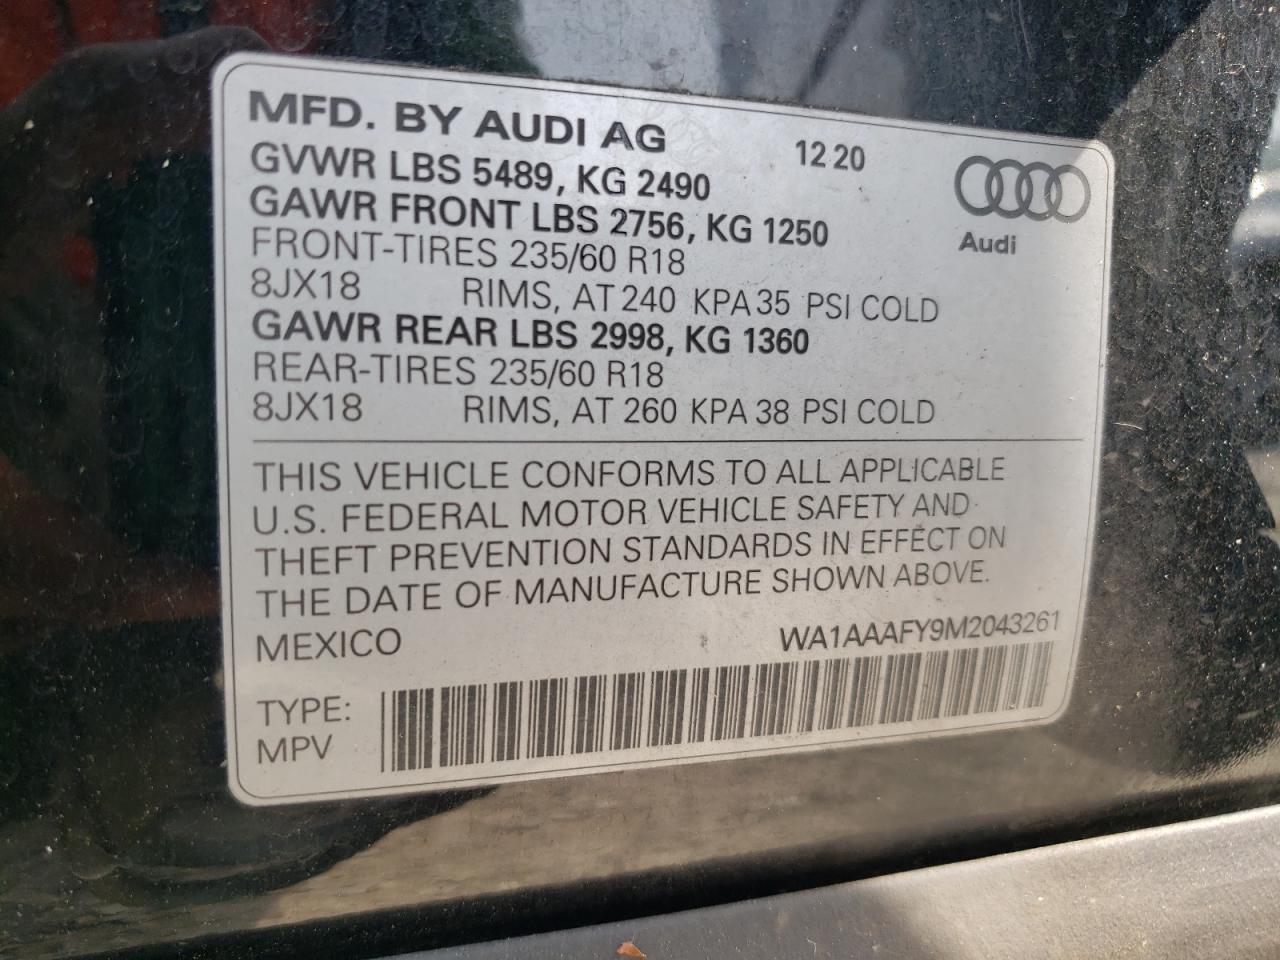 MFD. BY AUDI AG 12 20
GVWR LBS 5489, KG 2490
GAWR FRONT LBS 2756, KG 1250
Audi
FRONT-TIRES 235/60 R18
8JX18 RIMS, AT 240 KPA 35 PSI COLD
GAWR REAR LBS 2998, KG 1360
REAR-TIRES 235/60 R18
8JX18 RIMS, AT 260 KPA 38 PSI COLD
THIS VEHICLE CONFORMS TO ALL APPLICABLE
U.S. FEDERAL MOTOR VEHICLE SAFETY AND
THEFT PREVENTION STANDARDS IN EFFECT ON
THE DATE OF MANUFACTURE SHOWN ABOVE.
MEXICO WA1AAAFY9M2043261
TYPE:
MPV